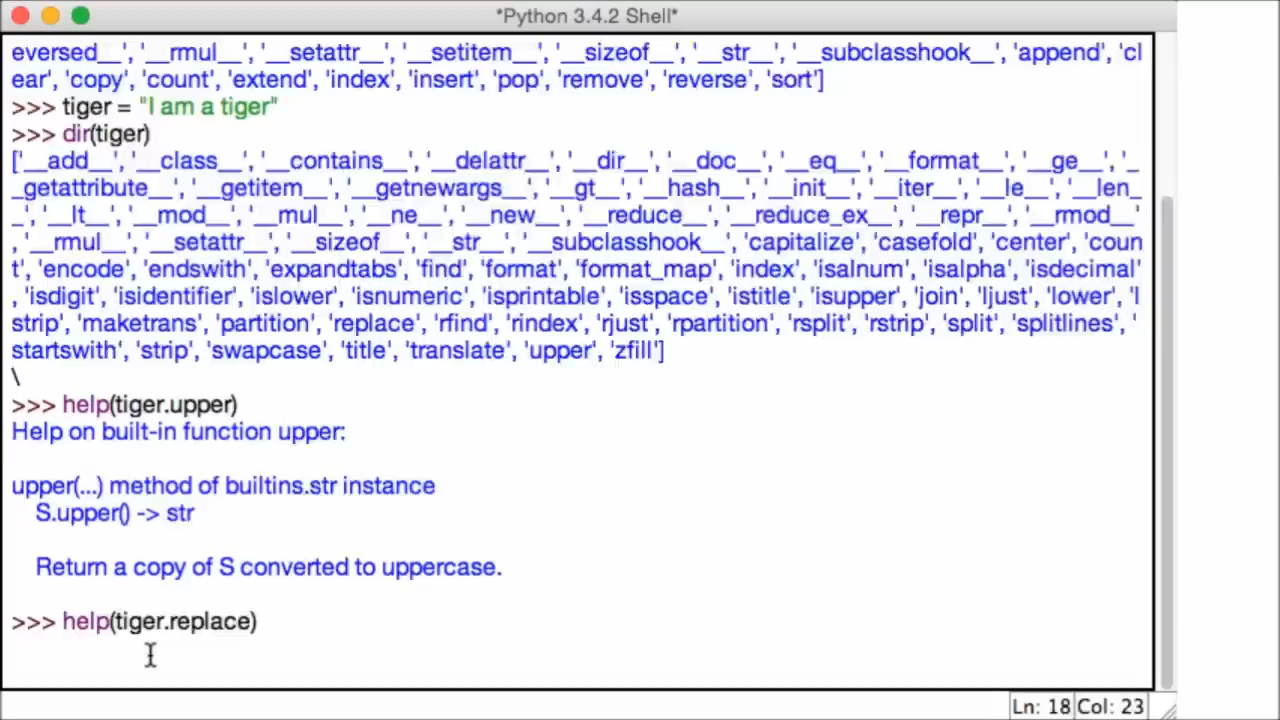 *Python 3.4.2 Shell*
eversed__', '__rmul__', '__setattr__', '__setitem__', '__sizeof__', '__str__', '__subclasshook__', 'append', 'cl
ear', 'copy', 'count', 'extend', 'index', 'insert', 'pop', 'remove', 'reverse', 'sort']
>>> tiger = "I am a tiger"
>>> dir(tiger)
['__add__', '__class__', '__contains__', '__delattr__', '__dir__', '__doc__', '__eq__', '__format__', '__ge__', '_
_getattribute__', '__getitem__', '__getnewargs__', '__gt__', '__hash__', '__init__', '__iter__', '__le__', '__len_
_', '__lt__', '__mod__', '__mul__', '__ne__', '__new__', '__reduce__', '__reduce_ex__', '__repr__', '__rmod__'
, '__rmul__', '__setattr__', '__sizeof__', '__str__', '__subclasshook__', 'capitalize', 'casefold', 'center', 'coun
t', 'encode', 'endswith', 'expandtabs', 'find', 'format', 'format_map', 'index', 'isalnum', 'isalpha', 'isdecimal'
, 'isdigit', 'isidentifier', 'islower', 'isnumeric', 'isprintable', 'isspace', 'istitle', 'isupper', 'join', 'ljust', 'lower', 'l
strip', 'maketrans', 'partition', 'replace', 'rfind', 'rindex', 'rjust', 'rpartition', 'rsplit', 'rstrip', 'split', 'splitlines', '
startswith', 'strip', 'swapcase', 'title', 'translate', 'upper', 'zfill']
\
>>> help(tiger.upper)
Help on built-in function upper:
upper(...) method of builtins.str instance
S.upper() -> str
Return a copy of S converted to uppercase.
>>> help(tiger.replace)
Ln: 18 Col: 23